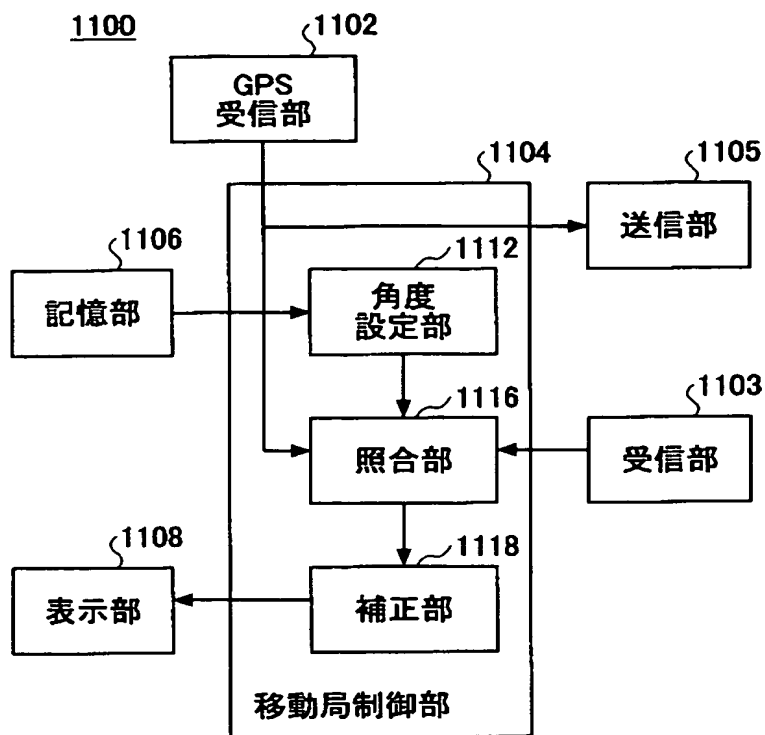 1100
1102
GPS
受信部
1104
1105
送信部
1106
記憶部
1112
角度
設定部
1116
照合部
1103
受信部
1108
表示部
1118
補正部
移動局制御部